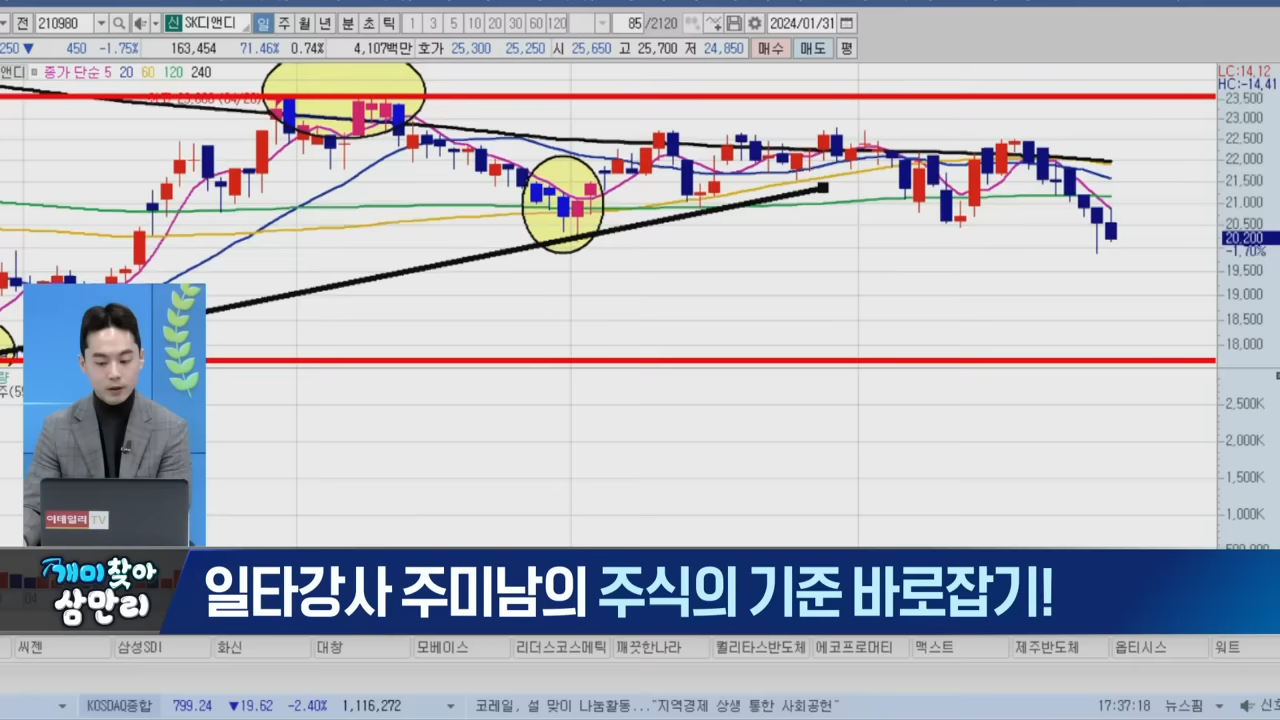 전 210980 신 SK디앤디 일 주 월 년 분 초 틱 1 3 5 10 20 30 60 120 85 /2120 2024/01/31
250 ▼ 450 -1.75% 163,454 71.46% 0.74% 4,107백만 호가 25,300 25,250 시 25,650 고 25,700 저 24,850 매수 매도 평
앤디 종가 단순 5 20 60 120 240
LC:14.12
HC:-14.41
23,500
23,000
22,500
22,000
21,500
21,000
20,500
20,200
-1.70%
19,500
19,000
18,500
18,000
2,500K
2,000K
1,500K
1,000K
이데일리 TV
개미찾아
삼만리
일타강사 주미남의 주식의 기준 바로잡기!
씨젠 삼성SDI 화신 대창 모베이스 리더스코스메틱 깨끗한나라 퀄리타스반도체 에코프로머티 맥스트 제주반도체 옵티시스 워트
KOSDAQ종합 799.24 ▼19.62 -2.40% 1,116,272 코레일, 설 맞이 나눔활동..."지역경제 상생 통한 사회공헌" 17:37:18 뉴스핌